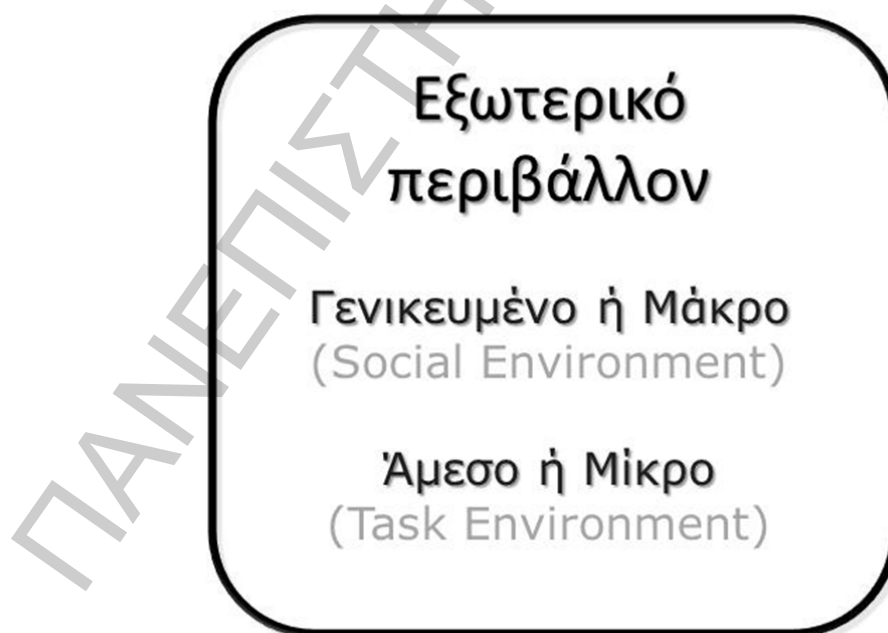 Εξωτερικό
περιβάλλον
Γενικευμένο ή Μάκρο
(Social Environment)
Άμεσο ή Μίκρο
(Task Environment)